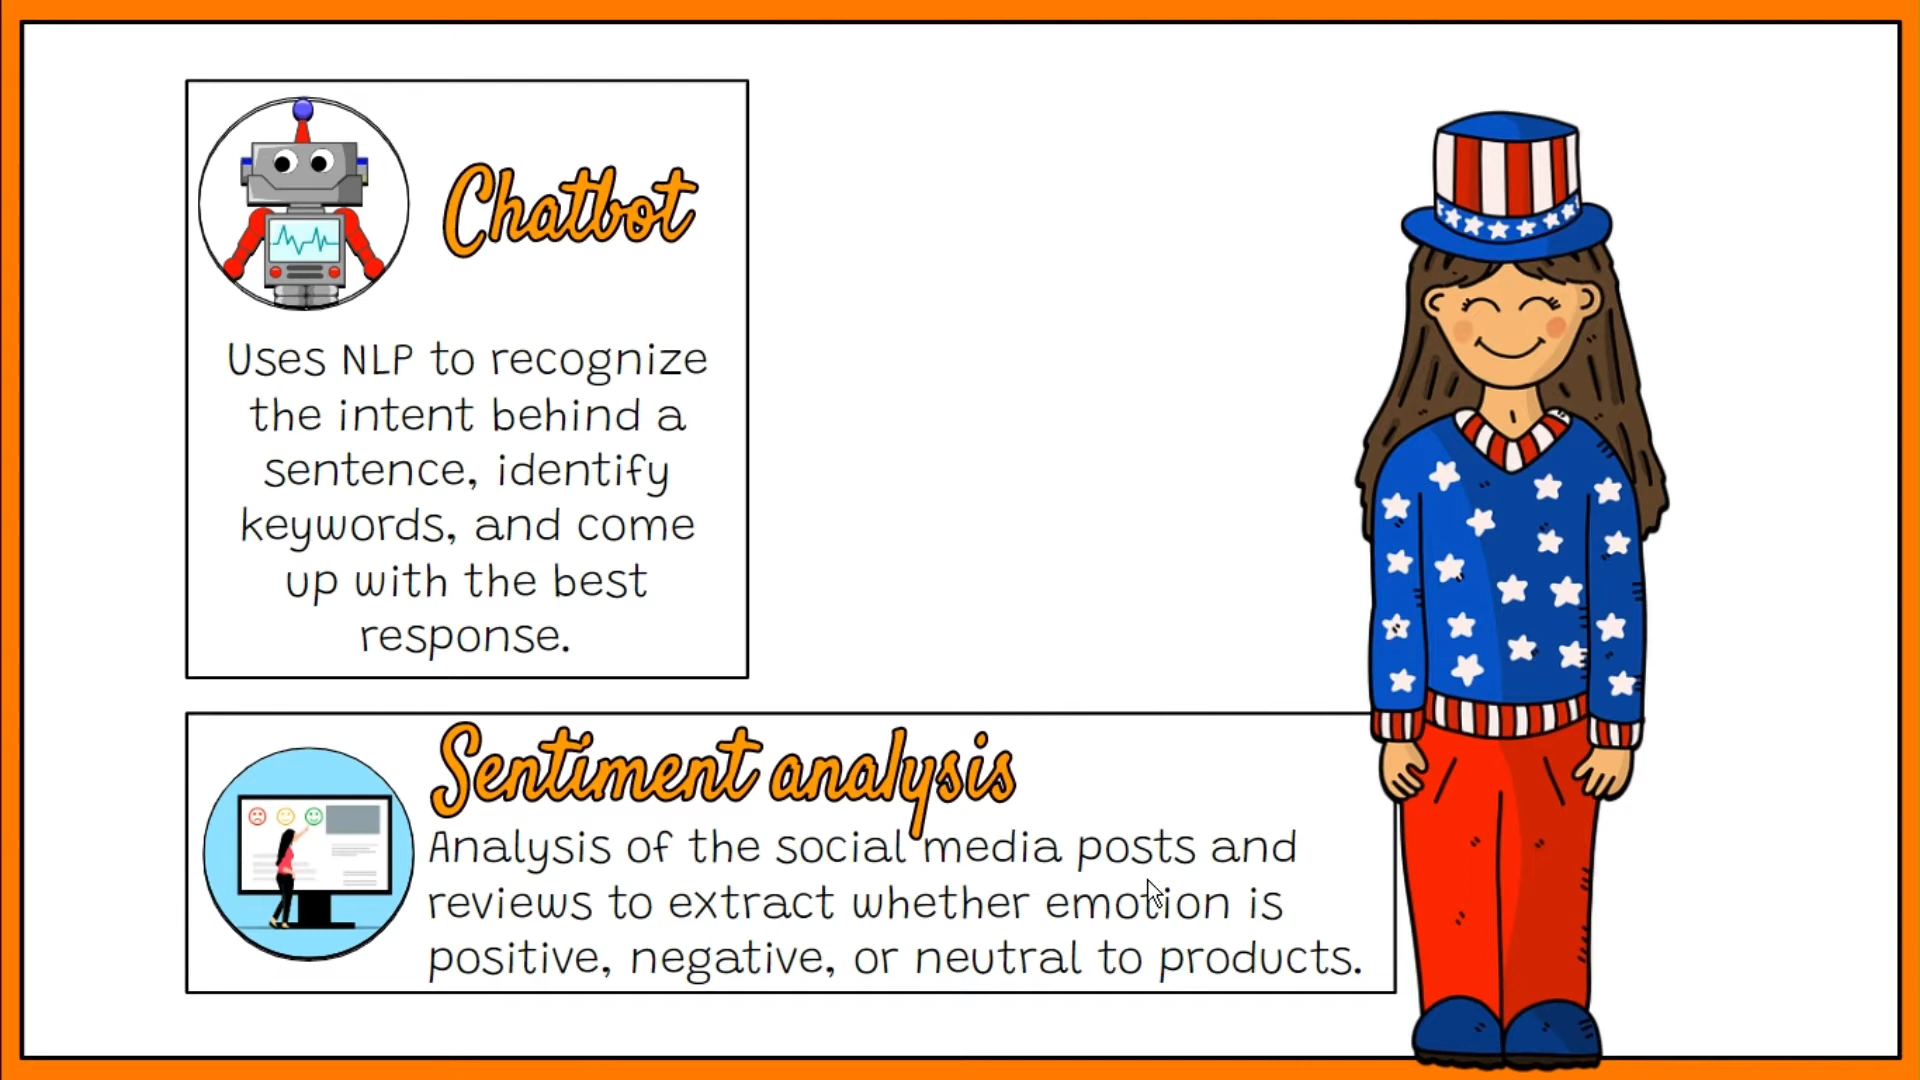 Chatbot
Uses NLP to recognize
the intent behind a
sentence, identify
keywords, and come
up with the best
response.
Sentiment analysis
Analysis of the social media posts and
reviews to extract whether emotion is
positive, negative, or neutral to products.